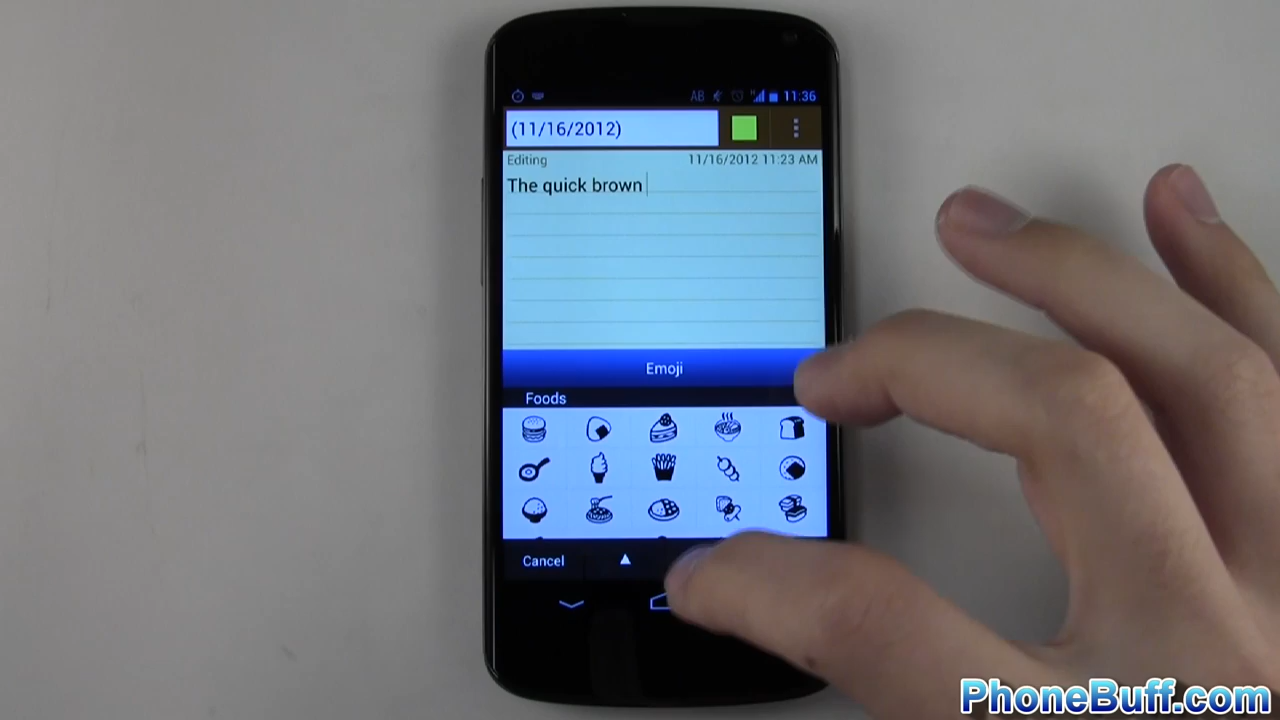 AB H 11:36
(11/16/2012)
Editing 11/16/2012 11:23 AM
The quick brown
Emoji
Foods
Cancel
PhoneBuff.com